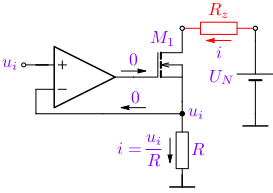 R_z
M_1
i
u_i
+
0
U_N
−
0
u_i
i = u_i/R
R